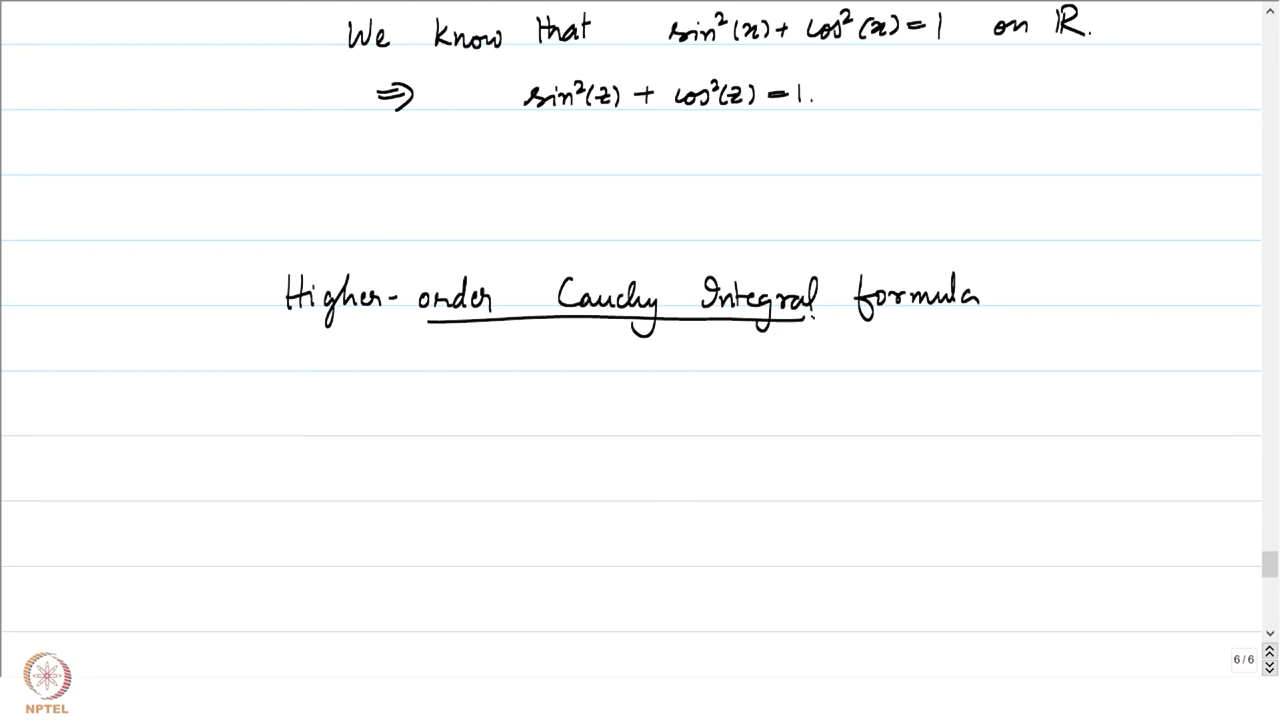 We know that sin²(x) + cos²(x) = 1 on ℝ.
⇒ sin²(z) + cos²(z) = 1.
Higher-order Cauchy Integral formula
6 / 6
NPTEL